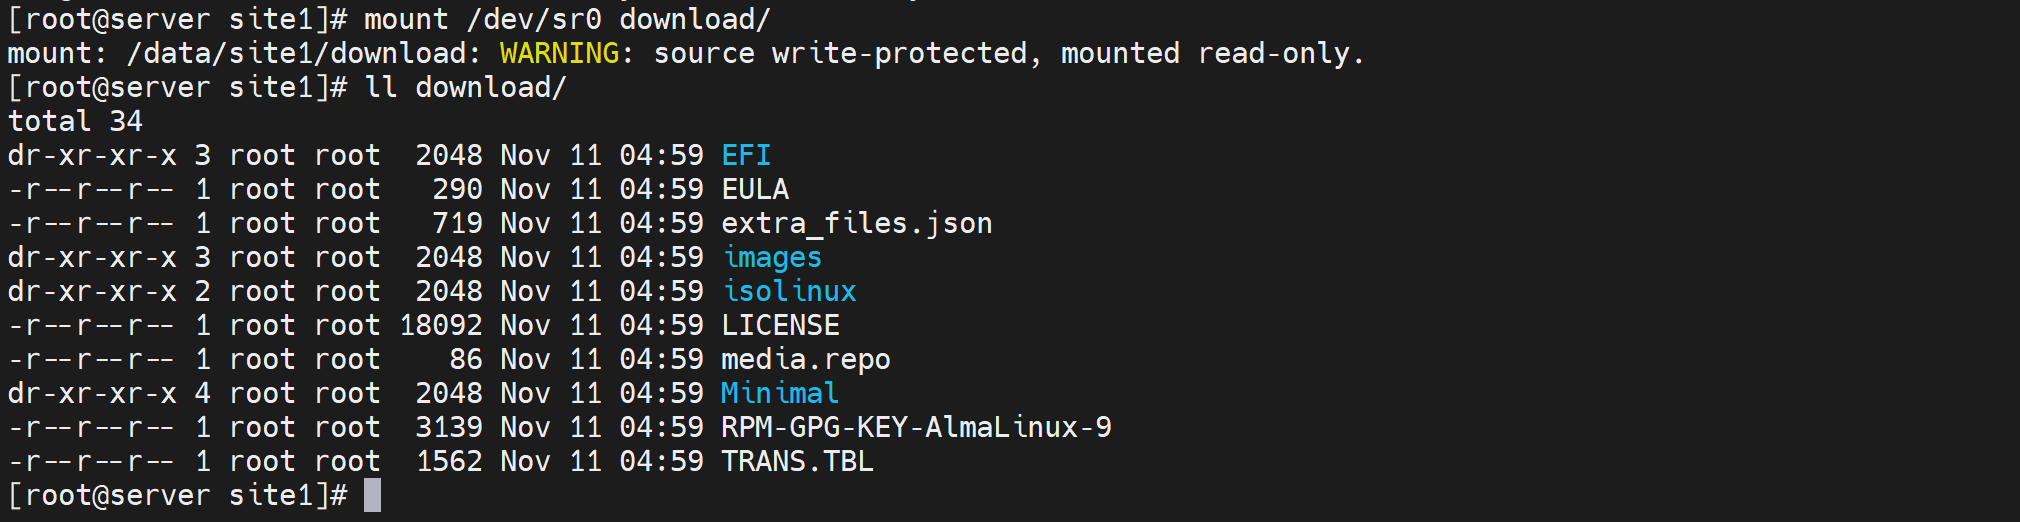 [root@server site1]# mount /dev/sr0 download/
mount: /data/site1/download: WARNING: source write-protected, mounted read-only.
[root@server site1]# ll download/
total 34
dr-xr-xr-x 3 root root  2048 Nov 11 04:59 EFI
-r--r--r-- 1 root root   290 Nov 11 04:59 EULA
-r--r--r-- 1 root root   719 Nov 11 04:59 extra_files.json
dr-xr-xr-x 3 root root  2048 Nov 11 04:59 images
dr-xr-xr-x 2 root root  2048 Nov 11 04:59 isolinux
-r--r--r-- 1 root root 18092 Nov 11 04:59 LICENSE
-r--r--r-- 1 root root    86 Nov 11 04:59 media.repo
dr-xr-xr-x 4 root root  2048 Nov 11 04:59 Minimal
-r--r--r-- 1 root root  3139 Nov 11 04:59 RPM-GPG-KEY-AlmaLinux-9
-r--r--r-- 1 root root  1562 Nov 11 04:59 TRANS.TBL
[root@server site1]#